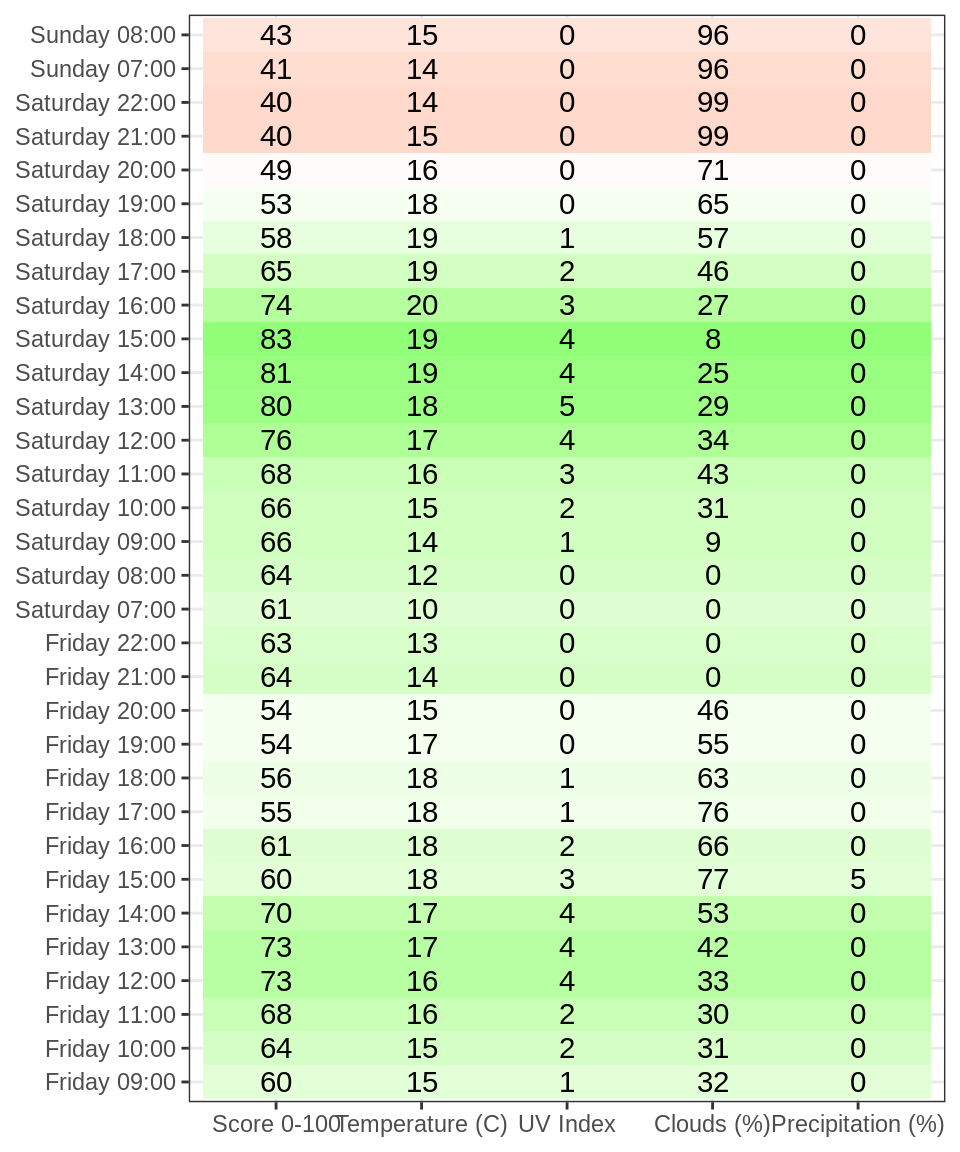 Sunday 08:00 43 15 0 96 0
Sunday 07:00 41 14 0 96 0
Saturday 22:00 40 14 0 99 0
Saturday 21:00 40 15 0 99 0
Saturday 20:00 49 16 0 71 0
Saturday 19:00 53 18 0 65 0
Saturday 18:00 58 19 1 57 0
Saturday 17:00 65 19 2 46 0
Saturday 16:00 74 20 3 27 0
Saturday 15:00 83 19 4 8 0
Saturday 14:00 81 19 4 25 0
Saturday 13:00 80 18 5 29 0
Saturday 12:00 76 17 4 34 0
Saturday 11:00 68 16 3 43 0
Saturday 10:00 66 15 2 31 0
Saturday 09:00 66 14 1 9 0
Saturday 08:00 64 12 0 0 0
Saturday 07:00 61 10 0 0 0
Friday 22:00 63 13 0 0 0
Friday 21:00 64 14 0 0 0
Friday 20:00 54 15 0 46 0
Friday 19:00 54 17 0 55 0
Friday 18:00 56 18 1 63 0
Friday 17:00 55 18 1 76 0
Friday 16:00 61 18 2 66 0
Friday 15:00 60 18 3 77 5
Friday 14:00 70 17 4 53 0
Friday 13:00 73 17 4 42 0
Friday 12:00 73 16 4 33 0
Friday 11:00 68 16 2 30 0
Friday 10:00 64 15 2 31 0
Friday 09:00 60 15 1 32 0
Score 0-100 Temperature (C) UV Index Clouds (%) Precipitation (%)